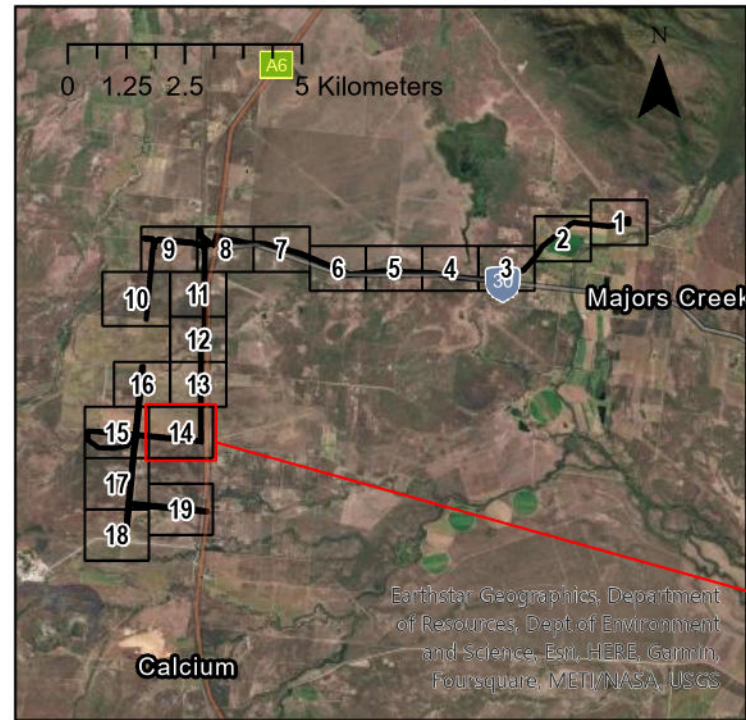 N
A6
0 1.25 2.5 5 Kilometers
1
2
9 8 7
6 5 4 3
30
10 11
Majors Creek
12
16 13
15 14
17
19
18
Earthstar Geographics, Department
of Resources, Dept of Environment
and Science, Esri, HERE, Garmin,
Foursquare, METI/NASA, USGS
Calcium